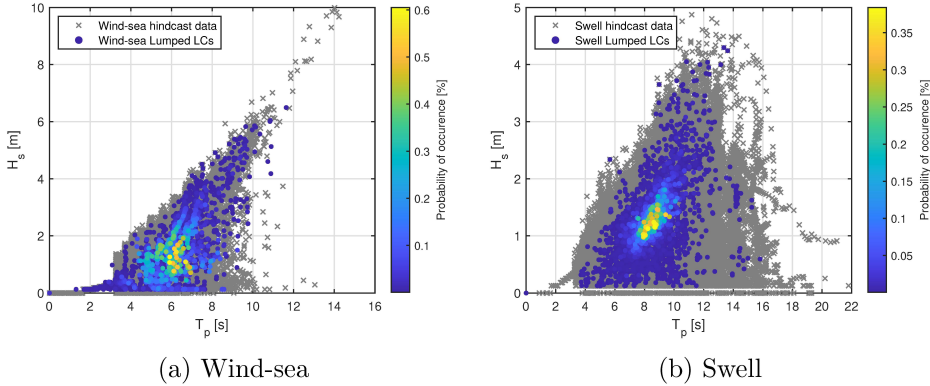 Wind-sea hindcast data
Wind-sea Lumped LCs
10
8
6
4
2
0
H_s [m]
0 2 4 6 8 10 12 14 16
T_p [s]
0.6
0.5
0.4
0.3
0.2
0.1
Probability of occurence [%]
(a) Wind-sea
Swell hindcast data
Swell Lumped LCs
5
4
3
2
1
0
H_s [m]
0 2 4 6 8 10 12 14 16 18 20 22
T_p [s]
0.35
0.3
0.25
0.2
0.15
0.1
0.05
Probability of occurence [%]
(b) Swell